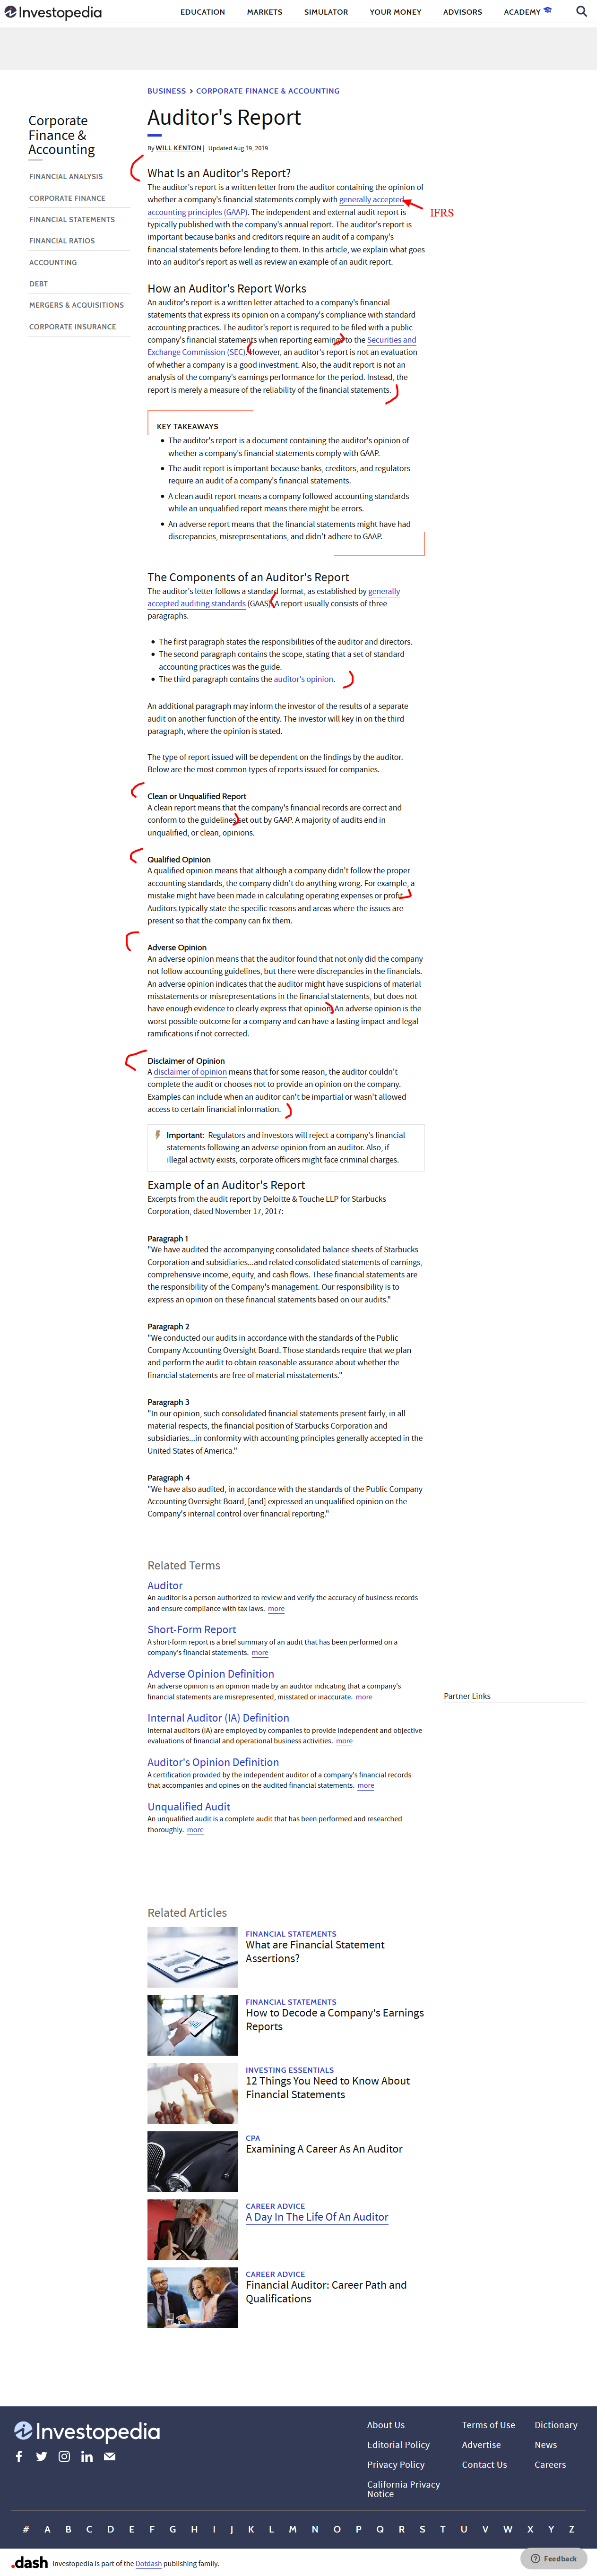 Investopedia
EDUCATION MARKETS SIMULATOR YOUR MONEY ADVISORS ACADEMY
BUSINESS › CORPORATE FINANCE & ACCOUNTING
Corporate
Finance &
Accounting
FINANCIAL ANALYSIS
CORPORATE FINANCE
FINANCIAL STATEMENTS
FINANCIAL RATIOS
ACCOUNTING
DEBT
MERGERS & ACQUISITIONS
CORPORATE INSURANCE
Auditor's Report
By WILL KENTON | Updated Aug 19, 2019
What Is an Auditor's Report?
The auditor's report is a written letter from the auditor containing the opinion of
whether a company's financial statements comply with generally accepted
IFRS
accounting principles (GAAP). The independent and external audit report is
typically published with the company's annual report. The auditor's report is
important because banks and creditors require an audit of a company's
financial statements before lending to them. In this article, we explain what goes
into an auditor's report as well as review an example of an audit report.
How an Auditor's Report Works
An auditor's report is a written letter attached to a company's financial
statements that express its opinion on a company's compliance with standard
accounting practices. The auditor's report is required to be filed with a public
company's financial statements when reporting earnings to the Securities and
Exchange Commission (SEC). However, an auditor's report is not an evaluation
of whether a company is a good investment. Also, the audit report is not an
analysis of the company's earnings performance for the period. Instead, the
report is merely a measure of the reliability of the financial statements.
KEY TAKEAWAYS
• The auditor's report is a document containing the auditor's opinion of
whether a company's financial statements comply with GAAP.
• The audit report is important because banks, creditors, and regulators
require an audit of a company's financial statements.
• A clean audit report means a company followed accounting standards
while an unqualified report means there might be errors.
• An adverse report means that the financial statements might have had
discrepancies, misrepresentations, and didn't adhere to GAAP.
The Components of an Auditor's Report
The auditor's letter follows a standard format, as established by generally
accepted auditing standards (GAAS). A report usually consists of three
paragraphs.
• The first paragraph states the responsibilities of the auditor and directors.
• The second paragraph contains the scope, stating that a set of standard
accounting practices was the guide.
• The third paragraph contains the auditor's opinion.
An additional paragraph may inform the investor of the results of a separate
audit on another function of the entity. The investor will key in on the third
paragraph, where the opinion is stated.
The type of report issued will be dependent on the findings by the auditor.
Below are the most common types of reports issued for companies.
Clean or Unqualified Report
A clean report means that the company's financial records are correct and
conform to the guidelines set out by GAAP. A majority of audits end in
unqualified, or clean, opinions.
Qualified Opinion
A qualified opinion means that although a company didn't follow the proper
accounting standards, the company didn't do anything wrong. For example, a
mistake might have been made in calculating operating expenses or profit.
Auditors typically state the specific reasons and areas where the issues are
present so that the company can fix them.
Adverse Opinion
An adverse opinion means that the auditor found that not only did the company
not follow accounting guidelines, but there were discrepancies in the financials.
An adverse opinion indicates that the auditor might have suspicions of material
misstatements or misrepresentations in the financial statements, but does not
have enough evidence to clearly express that opinion. An adverse opinion is the
worst possible outcome for a company and can have a lasting impact and legal
ramifications if not corrected.
Disclaimer of Opinion
A disclaimer of opinion means that for some reason, the auditor couldn't
complete the audit or chooses not to provide an opinion on the company.
Examples can include when an auditor can't be impartial or wasn't allowed
access to certain financial information.
Important: Regulators and investors will reject a company's financial
statements following an adverse opinion from an auditor. Also, if
illegal activity exists, corporate officers might face criminal charges.
Example of an Auditor's Report
Excerpts from the audit report by Deloitte & Touche LLP for Starbucks
Corporation, dated November 17, 2017:
Paragraph 1
"We have audited the accompanying consolidated balance sheets of Starbucks
Corporation and subsidiaries...and related consolidated statements of earnings,
comprehensive income, equity, and cash flows. These financial statements are
the responsibility of the Company's management. Our responsibility is to
express an opinion on these financial statements based on our audits."
Paragraph 2
"We conducted our audits in accordance with the standards of the Public
Company Accounting Oversight Board. Those standards require that we plan
and perform the audit to obtain reasonable assurance about whether the
financial statements are free of material misstatements."
Paragraph 3
"In our opinion, such consolidated financial statements present fairly, in all
material respects, the financial position of Starbucks Corporation and
subsidiaries...in conformity with accounting principles generally accepted in the
United States of America."
Paragraph 4
"We have also audited, in accordance with the standards of the Public Company
Accounting Oversight Board, [and] expressed an unqualified opinion on the
Company's internal control over financial reporting."
Related Terms
Auditor
An auditor is a person authorized to review and verify the accuracy of business records
and ensure compliance with tax laws. more
Short-Form Report
A short-form report is a brief summary of an audit that has been performed on a
company's financial statements. more
Adverse Opinion Definition
An adverse opinion is an opinion made by an auditor indicating that a company's
financial statements are misrepresented, misstated or inaccurate. more
Partner Links
Internal Auditor (IA) Definition
Internal auditors (IA) are employed by companies to provide independent and objective
evaluations of financial and operational business activities. more
Auditor's Opinion Definition
A certification provided by the independent auditor of a company's financial records
that accompanies and opines on the audited financial statements. more
Unqualified Audit
An unqualified audit is a complete audit that has been performed and researched
thoroughly. more
Related Articles
FINANCIAL STATEMENTS
What are Financial Statement
Assertions?
FINANCIAL STATEMENTS
How to Decode a Company's Earnings
Reports
INVESTING ESSENTIALS
12 Things You Need to Know About
Financial Statements
CPA
Examining A Career As An Auditor
CAREER ADVICE
A Day In The Life Of An Auditor
CAREER ADVICE
Financial Auditor: Career Path and
Qualifications
Investopedia
About Us Terms of Use Dictionary
Editorial Policy Advertise News
Privacy Policy Contact Us Careers
California Privacy
Notice
# A B C D E F G H I J K L M N O P Q R S T U V W X Y Z
.dash Investopedia is part of the Dotdash publishing family.
Feedback